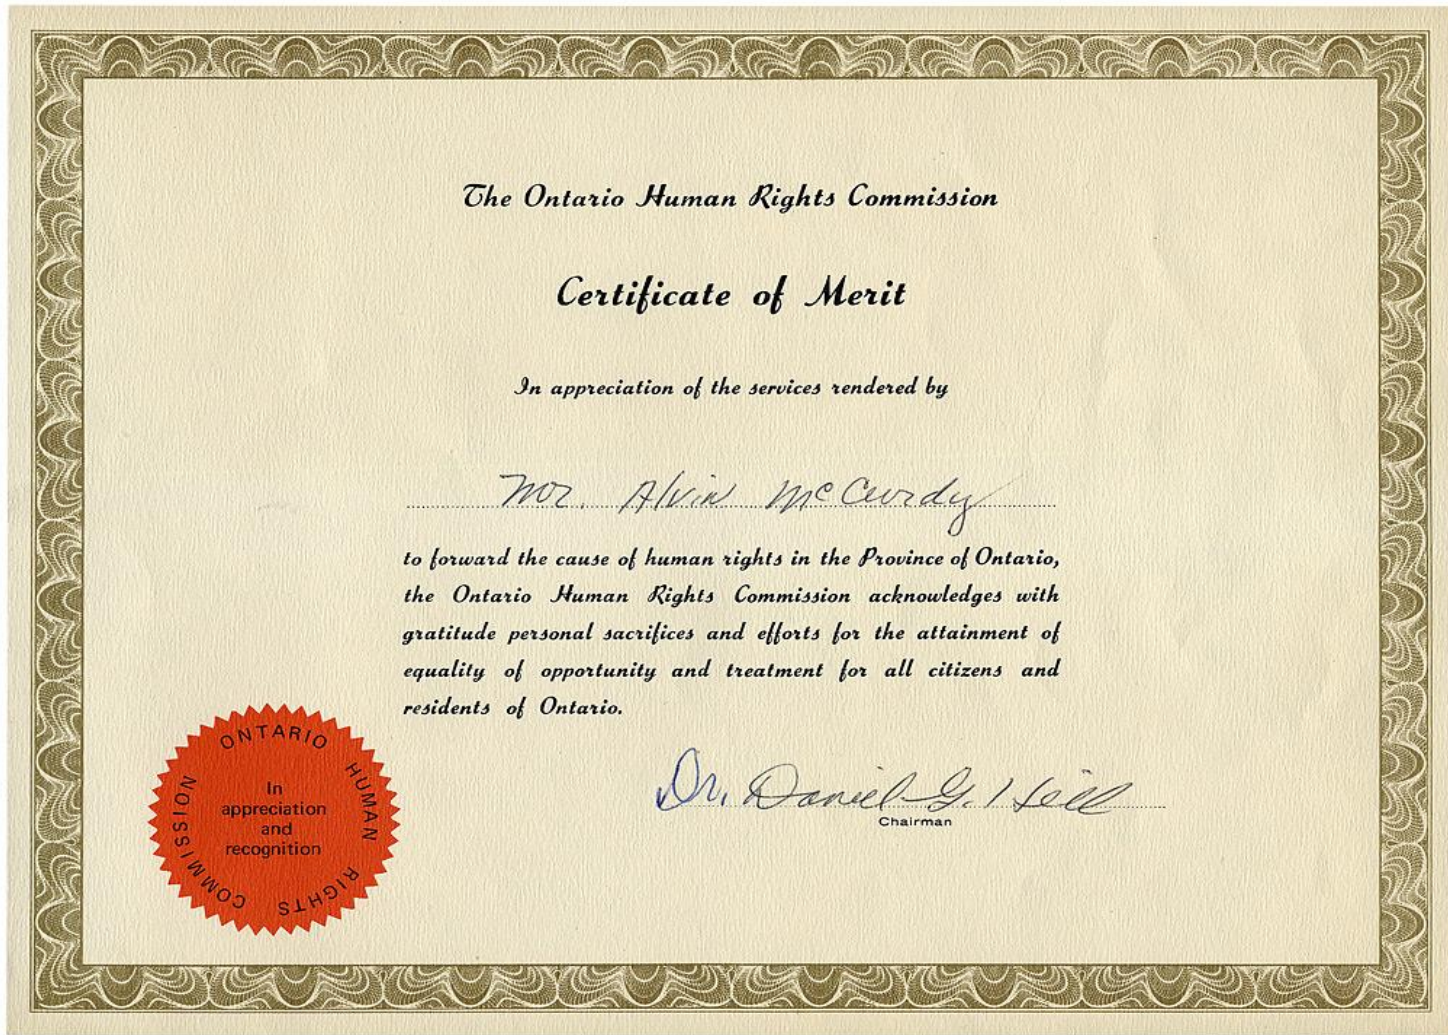 The Ontario Human Rights Commission
Certificate of Merit
In appreciation of the services rendered by
Mr. Alvin McCurdy
to forward the cause of human rights in the Province of Ontario,
the Ontario Human Rights Commission acknowledges with
gratitude personal sacrifices and efforts for the attainment of
equality of opportunity and treatment for all citizens and
residents of Ontario.
Dr. Daniel G. Hill
Chairman
ONTARIO HUMAN RIGHTS COMMISSION
In
appreciation
and
recognition